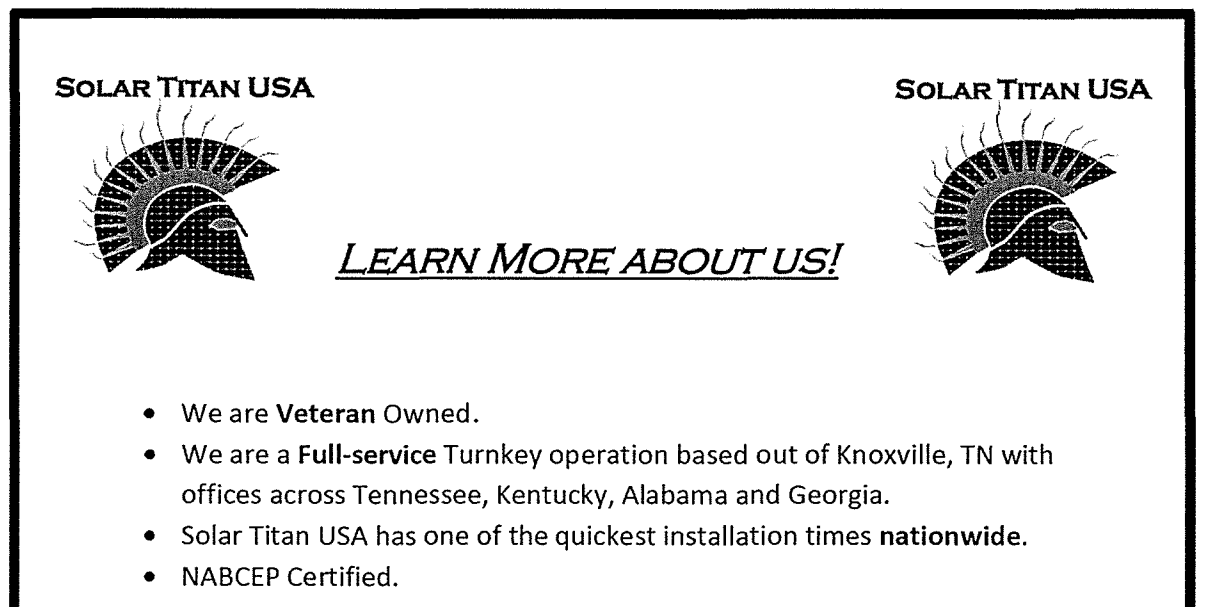 SOLAR TITAN USA
SOLAR TITAN USA
LEARN MORE ABOUT US!
• We are Veteran Owned.
• We are a Full-service Turnkey operation based out of Knoxville, TN with
offices across Tennessee, Kentucky, Alabama and Georgia.
• Solar Titan USA has one of the quickest installation times nationwide.
• NABCEP Certified.